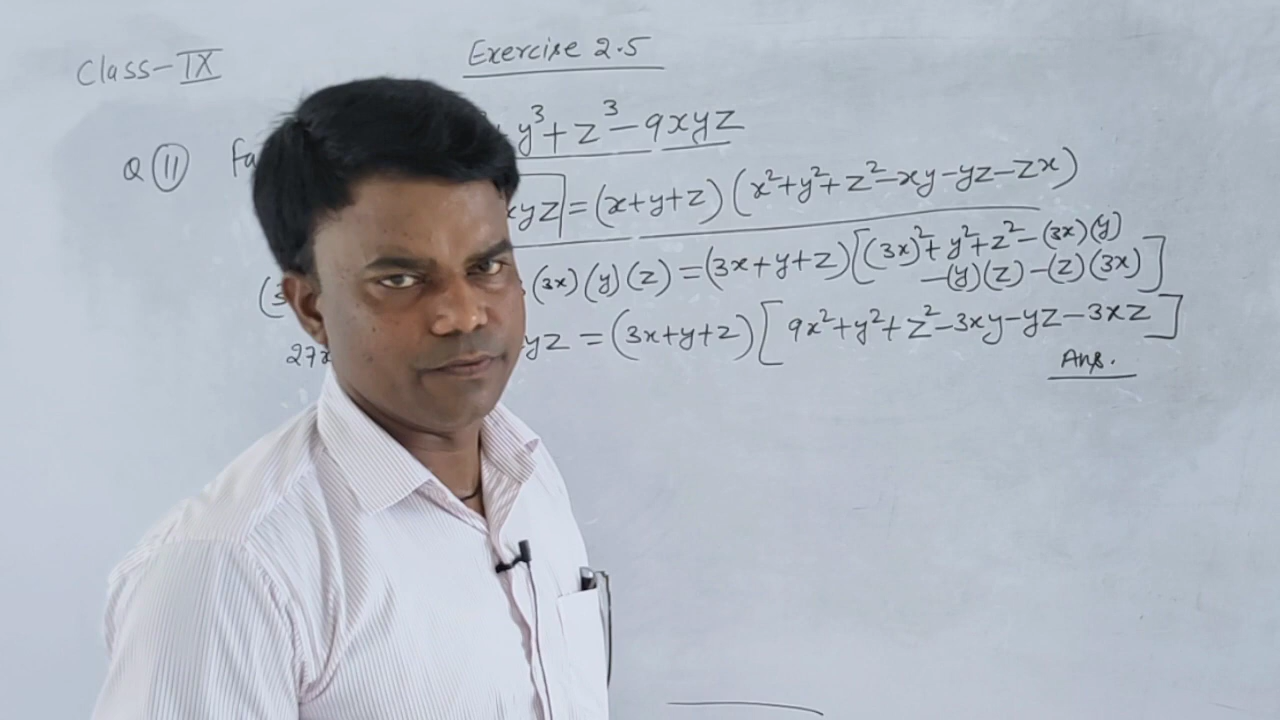 Class-IX
Exercise 2.5
Q 11 Fa y³+z³-9xyz
xyz=(x+y+z)(x²+y²+z²-xy-yz-zx)
(3x)(y)(z)=(3x+y+z)[(3x)²+y²+z²-(3x)(y)
-(y)(z)-(z)(3x)]
27x yz=(3x+y+z)[9x²+y²+z²-3xy-yz-3xz]
Ans.